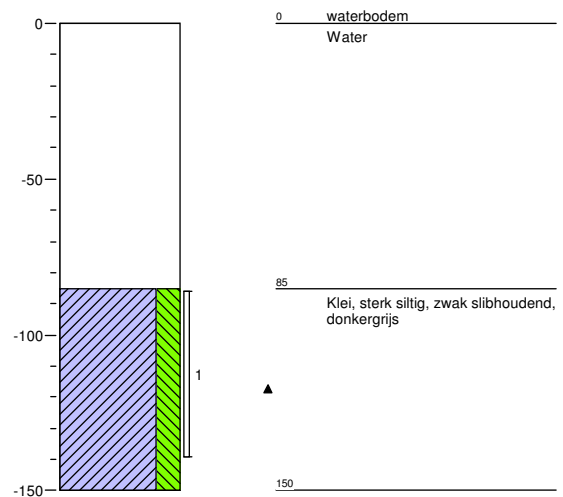 0
-50
-100
-150
1
0 waterbodem
Water
85
Klei, sterk siltig, zwak slibhoudend,
donkergrijs
150